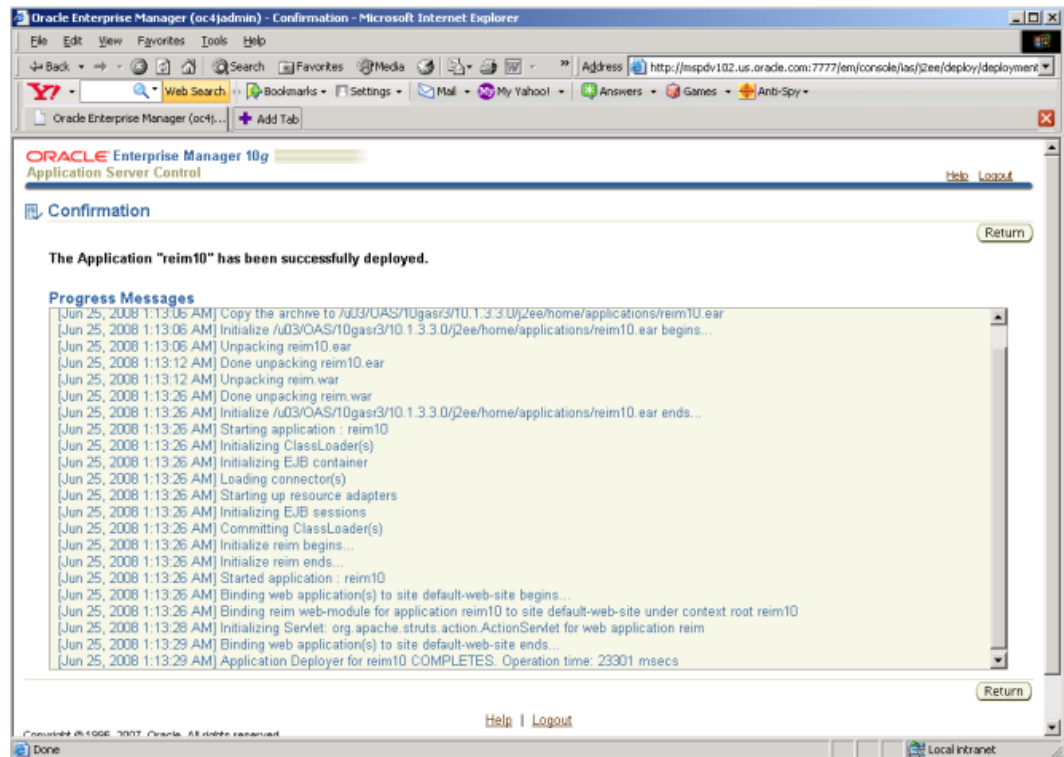 Oracle Enterprise Manager (oc4jadmin) - Confirmation - Microsoft Internet Explorer
File Edit View Favorites Tools Help
Back Search Favorites Media » Address http://mspdv102.us.oracle.com:7777/em/console/ias/j2ee/deploy/deployment
Y! Web Search Bookmarks Settings Mail My Yahoo! Answers Games Anti-Spy
Oracle Enterprise Manager (oc4j... Add Tab
ORACLE Enterprise Manager 10g
Application Server Control
Help Logout
Confirmation
Return
The Application "reim10" has been successfully deployed.
Progress Messages
[Jun 25, 2008 1:13:06 AM] Copy the archive to /u03/OAS/10gasr3/10.1.3.3.0/j2ee/home/applications/reim10.ear
[Jun 25, 2008 1:13:06 AM] Initialize /u03/OAS/10gasr3/10.1.3.3.0/j2ee/home/applications/reim10.ear begins...
[Jun 25, 2008 1:13:06 AM] Unpacking reim10.ear
[Jun 25, 2008 1:13:12 AM] Done unpacking reim10.ear
[Jun 25, 2008 1:13:12 AM] Unpacking reim.war
[Jun 25, 2008 1:13:26 AM] Done unpacking reim.war
[Jun 25, 2008 1:13:26 AM] Initialize /u03/OAS/10gasr3/10.1.3.3.0/j2ee/home/applications/reim10.ear ends...
[Jun 25, 2008 1:13:26 AM] Starting application : reim10
[Jun 25, 2008 1:13:26 AM] Initializing ClassLoader(s)
[Jun 25, 2008 1:13:26 AM] Initializing EJB container
[Jun 25, 2008 1:13:26 AM] Loading connector(s)
[Jun 25, 2008 1:13:26 AM] Starting up resource adapters
[Jun 25, 2008 1:13:26 AM] Initializing EJB sessions
[Jun 25, 2008 1:13:26 AM] Committing ClassLoader(s)
[Jun 25, 2008 1:13:26 AM] Initialize reim begins...
[Jun 25, 2008 1:13:26 AM] Initialize reim ends...
[Jun 25, 2008 1:13:26 AM] Started application : reim10
[Jun 25, 2008 1:13:26 AM] Binding web application(s) to site default-web-site begins...
[Jun 25, 2008 1:13:26 AM] Binding reim web-module for application reim10 to site default-web-site under context root reim10
[Jun 25, 2008 1:13:28 AM] Initializing Servlet: org.apache.struts.action.ActionServlet for web application reim
[Jun 25, 2008 1:13:29 AM] Binding web application(s) to site default-web-site ends...
[Jun 25, 2008 1:13:29 AM] Application Deployer for reim10 COMPLETES. Operation time: 23301 msecs
Return
Help | Logout
Copyright © 1996, 2007, Oracle. All rights reserved.
Done Local intranet